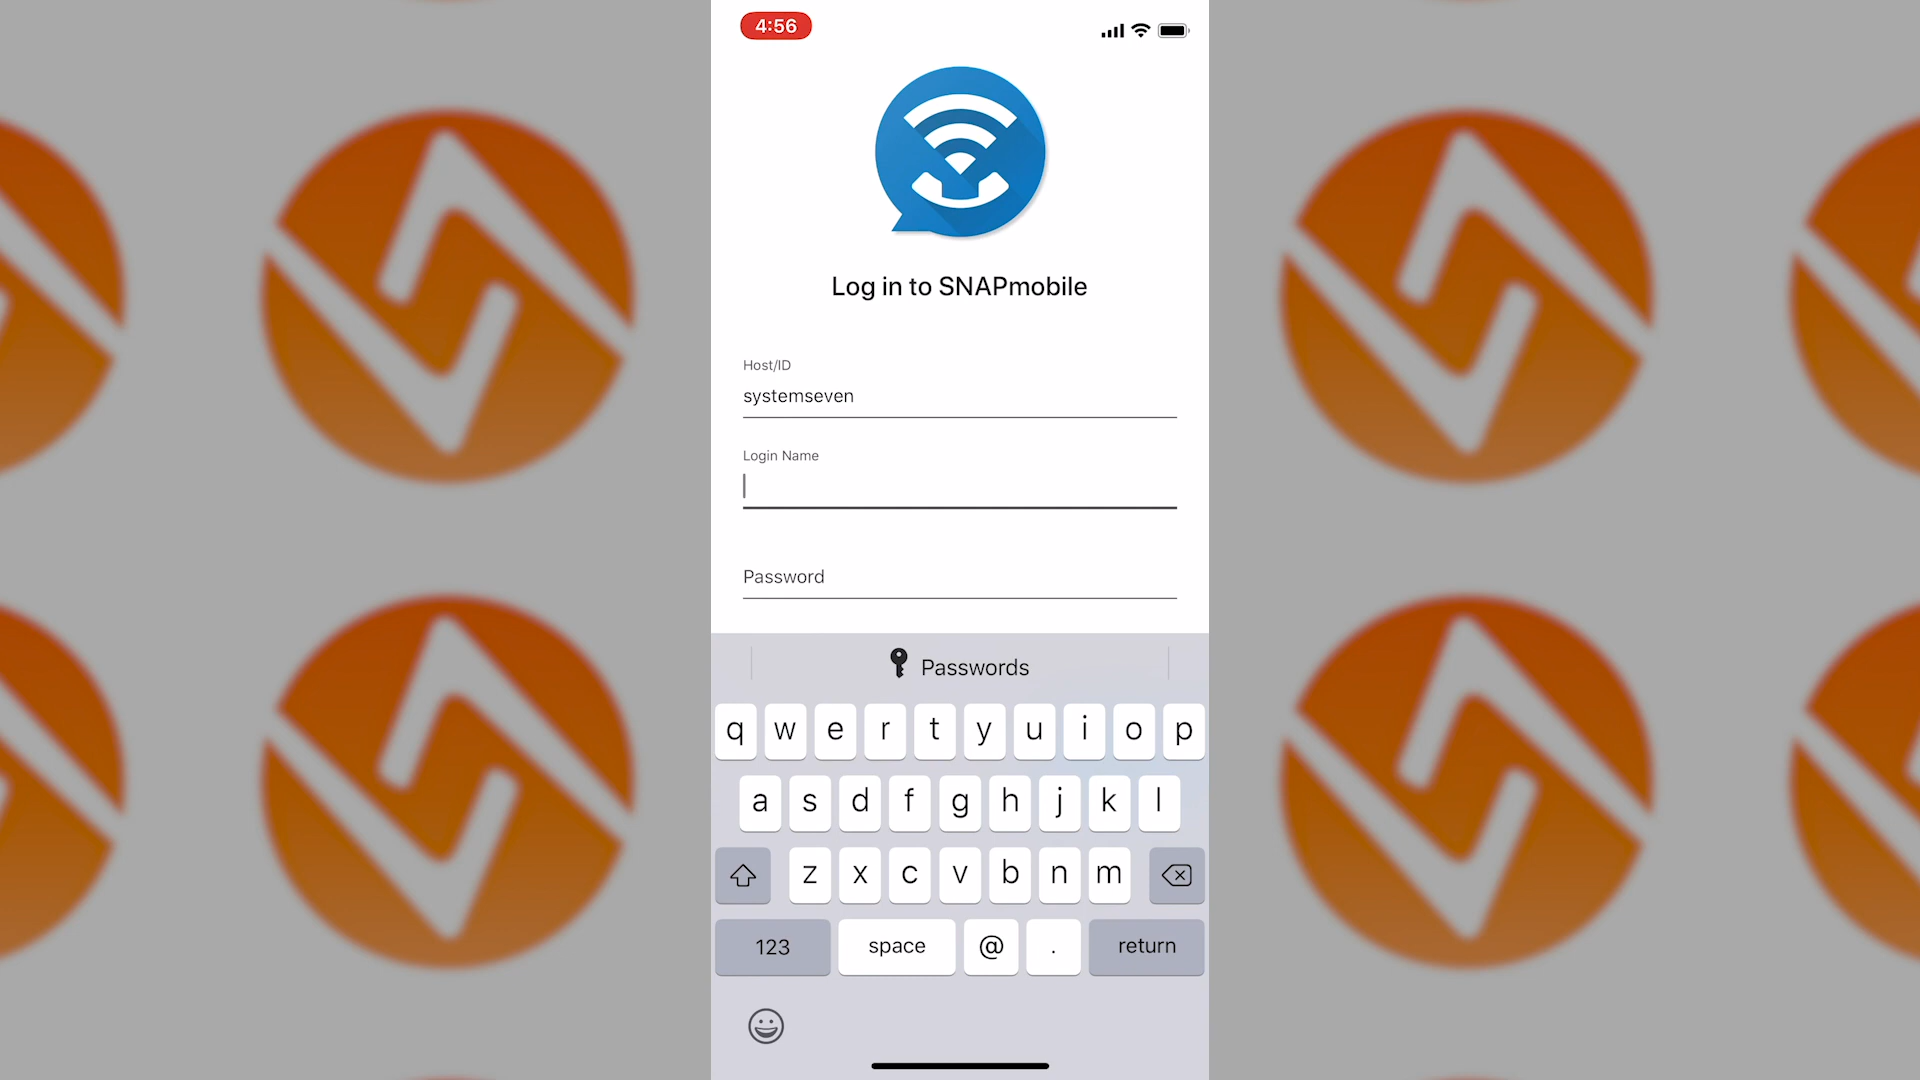 4:56
Log in to SNAPmobile
Host/ID
systemseven
Login Name
Password
Passwords
q w e r t y u i o p
a s d f g h j k l
z x c v b n m
123 space @ . return